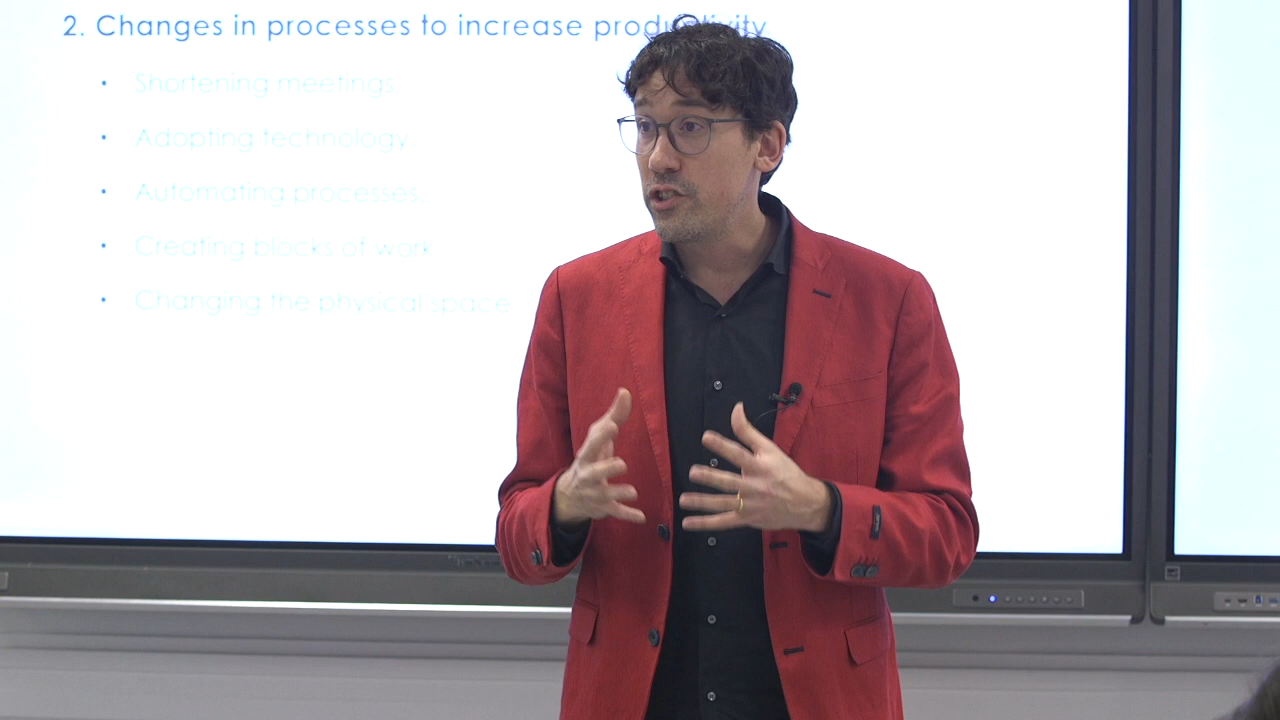 2. Changes in processes to increase productivity
• Shortening meetings.
• Adopting technology.
• Automating processes.
• Creating blocks of work
• Changing the physical space